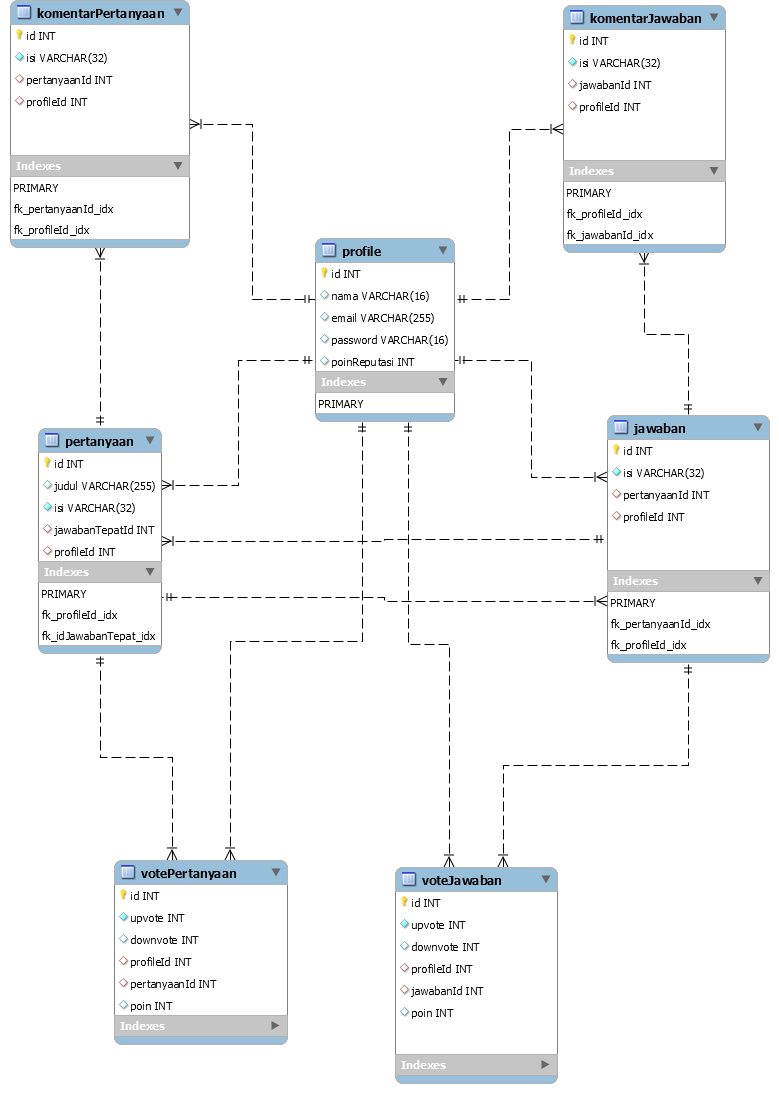 komentarPertanyaan
id INT
isi VARCHAR(32)
pertanyaanId INT
profileId INT
Indexes
PRIMARY
fk_pertanyaanId_idx
fk_profileId_idx
komentarJawaban
id INT
isi VARCHAR(32)
jawabanId INT
profileId INT
Indexes
PRIMARY
fk_profileId_idx
fk_jawabanId_idx
profile
id INT
nama VARCHAR(16)
email VARCHAR(255)
password VARCHAR(16)
poinReputasi INT
Indexes
PRIMARY
pertanyaan
id INT
judul VARCHAR(255)
isi VARCHAR(32)
jawabanTepatId INT
profileId INT
Indexes
PRIMARY
fk_profileId_idx
fk_idJawabanTepat_idx
jawaban
id INT
isi VARCHAR(32)
pertanyaanId INT
profileId INT
Indexes
PRIMARY
fk_pertanyaanId_idx
fk_profileId_idx
votePertanyaan
id INT
upvote INT
downvote INT
profileId INT
pertanyaanId INT
poin INT
Indexes
voteJawaban
id INT
upvote INT
downvote INT
profileId INT
jawabanId INT
poin INT
Indexes